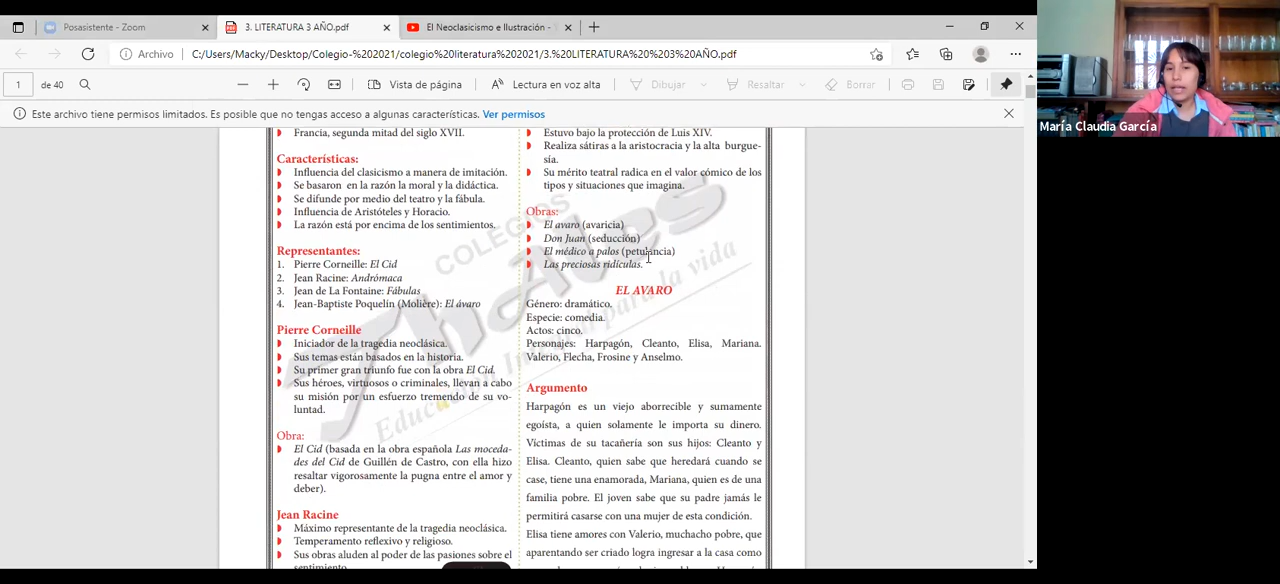 Posasistente - Zoom
3. LITERATURA 3 AÑO.pdf
El Neoclasicismo e Ilustración -
Archivo
C:/Users/Macky/Desktop/Colegio-%202021/colegio%20literatura%202021/3.%20LITERATURA%203%20AÑO.pdf
1 de 40
Vista de página
Lectura en voz alta
Dibujar
Resaltar
Borrar
Este archivo tiene permisos limitados. Es posible que no tengas acceso a algunas características. Ver permisos
María Claudia García
Francia, segunda mitad del siglo XVII.
Características:
Influencia del clasicismo a manera de imitación.
Se basaron en la razón la moral y la didáctica.
Se difunde por medio del teatro y la fábula.
Influencia de Aristóteles y Horacio.
La razón está por encima de los sentimientos.
Representantes:
1. Pierre Corneille: El Cid
2. Jean Racine: Andrómaca
3. Jean de La Fontaine: Fábulas
4. Jean-Baptiste Poquelín (Molière): El ávaro
Pierre Corneille
Iniciador de la tragedia neoclásica.
Sus temas están basados en la historia.
Su primer gran triunfo fue con la obra El Cid.
Sus héroes, virtuosos o criminales, llevan a cabo
su misión por un esfuerzo tremendo de su vo-
luntad.
Obra:
El Cid (basada en la obra española Las moceda-
des del Cid de Guillén de Castro, con ella hizo
resaltar vigorosamente la pugna entre el amor y
deber).
Jean Racine
Máximo representante de la tragedia neoclásica.
Temperamento reflexivo y religioso.
Sus obras aluden al poder de las pasiones sobre el
sentimiento.
Estuvo bajo la protección de Luis XIV.
Realiza sátiras a la aristocracia y la alta burgue-
sía.
Su mérito teatral radica en el valor cómico de los
tipos y situaciones que imagina.
Obras:
El avaro (avaricia)
Don Juan (seducción)
El médico a palos (petulancia)
Las preciosas ridículas.
EL AVARO
Género: dramático.
Especie: comedia.
Actos: cinco.
Personajes: Harpagón, Cleanto, Elisa, Mariana.
Valerio, Flecha, Frosine y Anselmo.
Argumento
Harpagón es un viejo aborrecible y sumamente
egoísta, a quien solamente le importa su dinero.
Víctimas de su tacañería son sus hijos: Cleanto y
Elisa. Cleanto, quien sabe que heredará cuando se
case, tiene una enamorada, Mariana, quien es de una
familia pobre. El joven sabe que su padre jamás le
permitirá casarse con una mujer de esta condición.
Elisa tiene amores con Valerio, muchacho pobre, que
aparentando ser criado logra ingresar a la casa como
COLEGIOS
Thales
Educación Integral para la vida